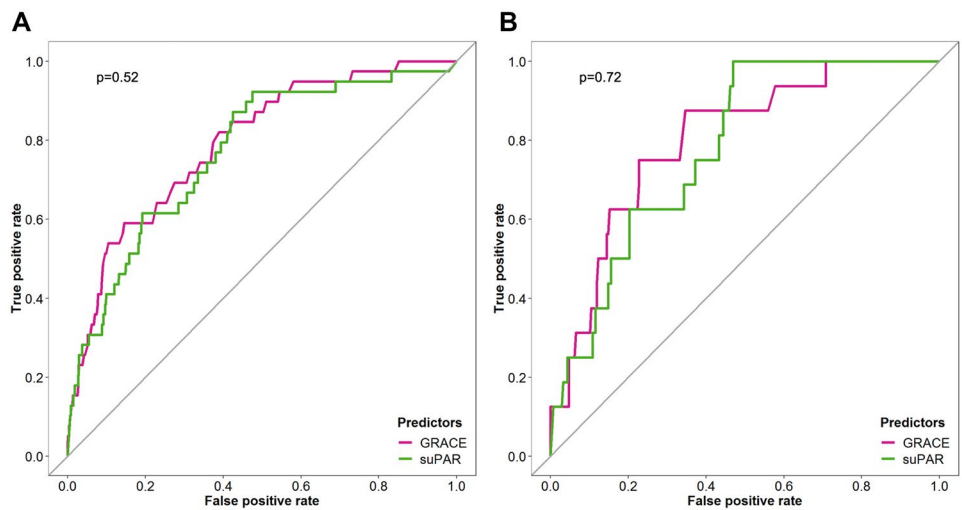 A
p=0.52
True positive rate
1.0
0.8
0.6
0.4
0.2
0.0
0.0 0.2 0.4 0.6 0.8 1.0
False positive rate
Predictors
GRACE
suPAR
B
p=0.72
True positive rate
1.0
0.8
0.6
0.4
0.2
0.0
0.0 0.2 0.4 0.6 0.8 1.0
False positive rate
Predictors
GRACE
suPAR